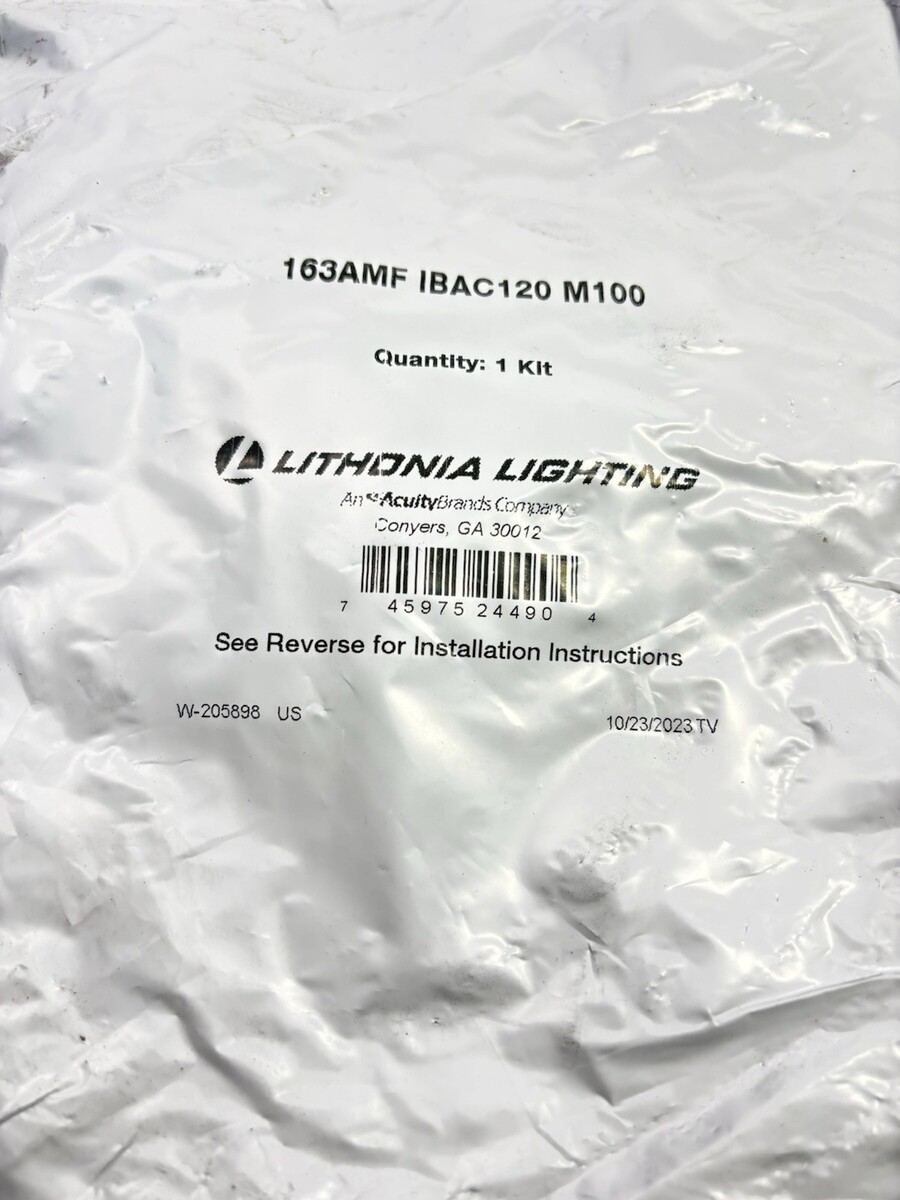 163AMF IBAC120 M100
Quantity: 1 Kit
LITHONIA LIGHTING
An AcuityBrands Company
Conyers, GA 30012
7 45975 24490 4
See Reverse for Installation Instructions
W-205898 US
10/23/2023 TV